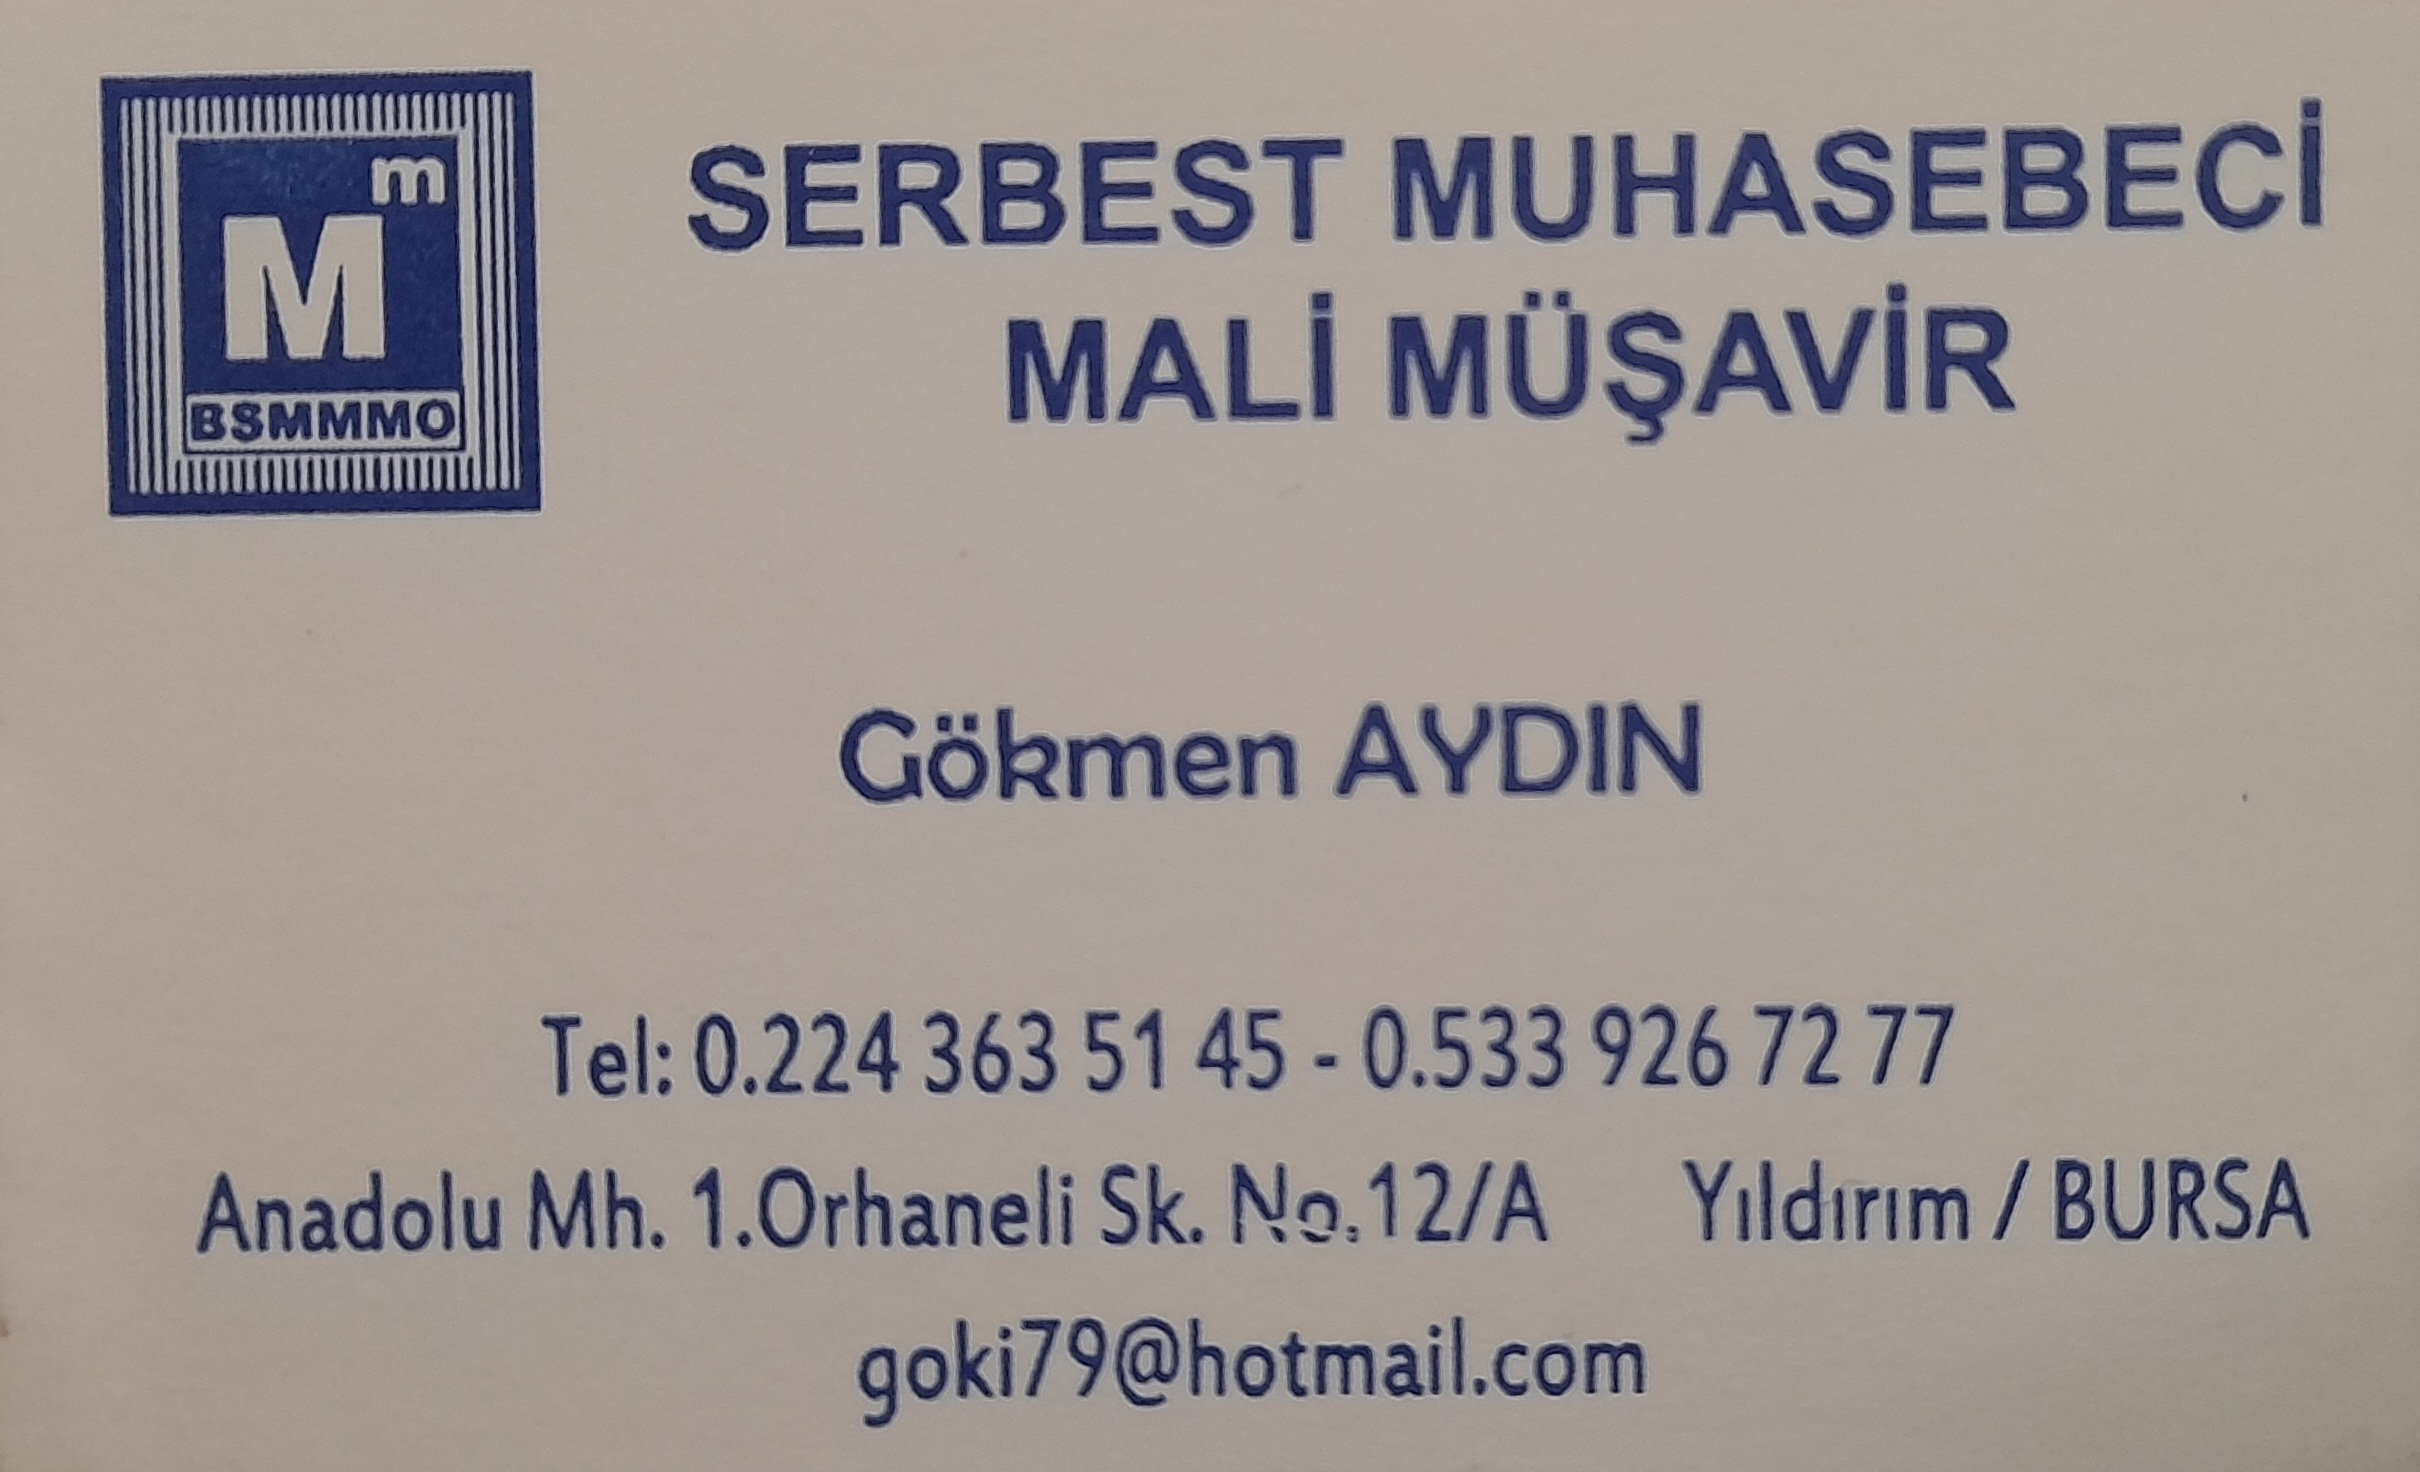 m
M
BSMMMO
SERBEST MUHASEBECİ
MALİ MÜŞAVİR
Gökmen AYDIN
Tel: 0.224 363 51 45 - 0.533 926 72 77
Anadolu Mh. 1.Orhaneli Sk. No.12/A Yıldırım / BURSA
goki79@hotmail.com